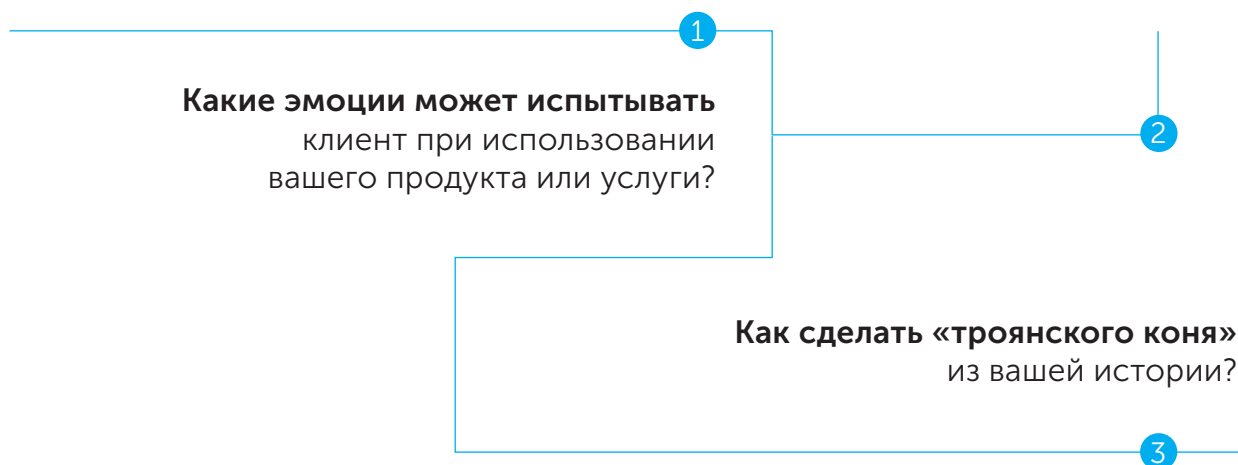 1
Какие эмоции может испытывать
клиент при использовании
вашего продукта или услуги?
2
Как сделать «троянского коня»
из вашей истории?
3